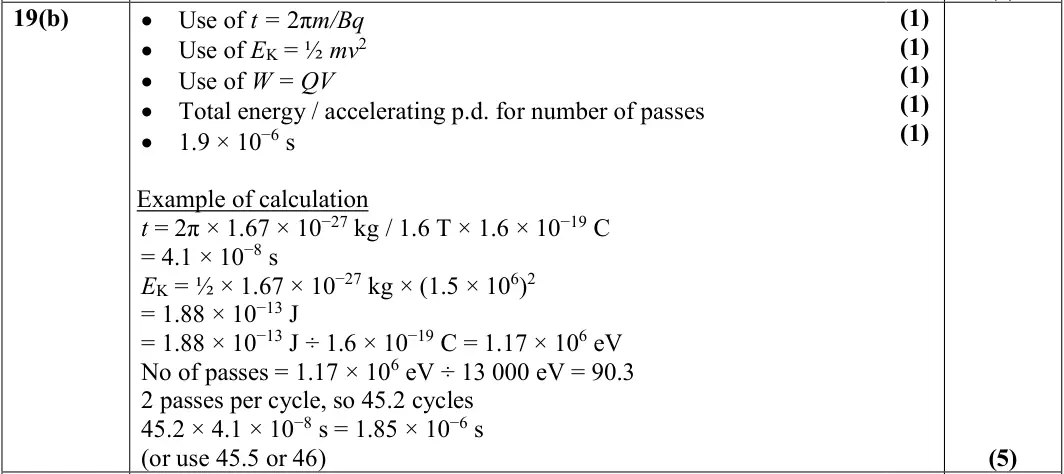 19(b)
• Use of t = 2πm/Bq (1)
• Use of E_K = ½ mv² (1)
• Use of W = QV (1)
• Total energy / accelerating p.d. for number of passes (1)
• 1.9 × 10⁻⁶ s (1)
Example of calculation
t = 2π × 1.67 × 10⁻²⁷ kg / 1.6 T × 1.6 × 10⁻¹⁹ C
= 4.1 × 10⁻⁸ s
E_K = ½ × 1.67 × 10⁻²⁷ kg × (1.5 × 10⁶)²
= 1.88 × 10⁻¹³ J
= 1.88 × 10⁻¹³ J ÷ 1.6 × 10⁻¹⁹ C = 1.17 × 10⁶ eV
No of passes = 1.17 × 10⁶ eV ÷ 13 000 eV = 90.3
2 passes per cycle, so 45.2 cycles
45.2 × 4.1 × 10⁻⁸ s = 1.85 × 10⁻⁶ s
(or use 45.5 or 46) (5)